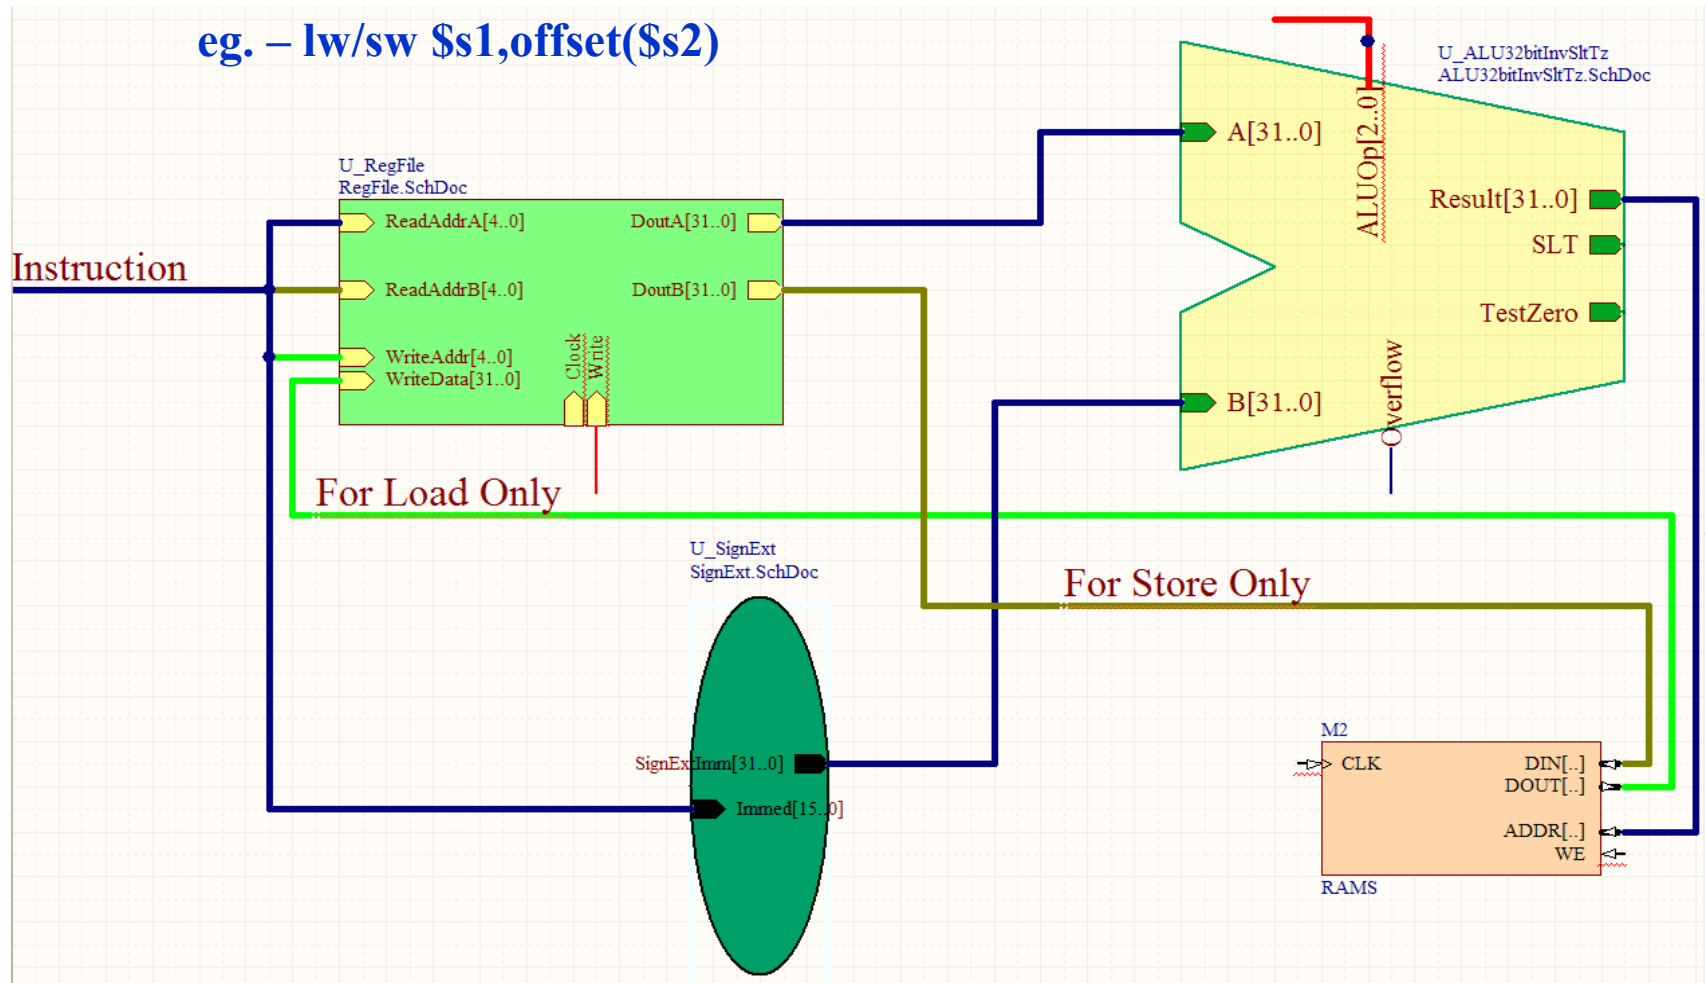 eg. – lw/sw $s1,offset($s2)
U_ALU32bitInvSltTz
ALU32bitInvSltTz.SchDoc
ALUOp[2..0]
A[31..0]
Result[31..0]
SLT
TestZero
B[31..0]
Overflow
U_RegFile
RegFile.SchDoc
ReadAddrA[4..0]
DoutA[31..0]
Instruction
ReadAddrB[4..0]
DoutB[31..0]
WriteAddr[4..0]
WriteData[31..0]
Clock
Write
For Load Only
U_SignExt
SignExt.SchDoc
For Store Only
SignExtImm[31..0]
Immed[15..0]
M2
CLK
DIN[..]
DOUT[..]
ADDR[..]
WE
RAMS